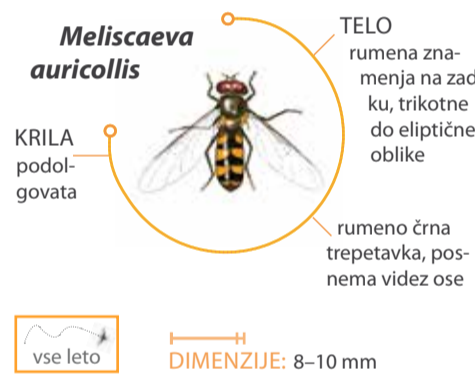 Meliscaeva
auricollis
TELO
rumena zna-
menja na zad-
ku, trikotne
do eliptične
oblike
KRILA
podol-
govata
rumeno črna
trepetavka, pos-
nema videz ose
vse leto
DIMENZIJE: 8–10 mm